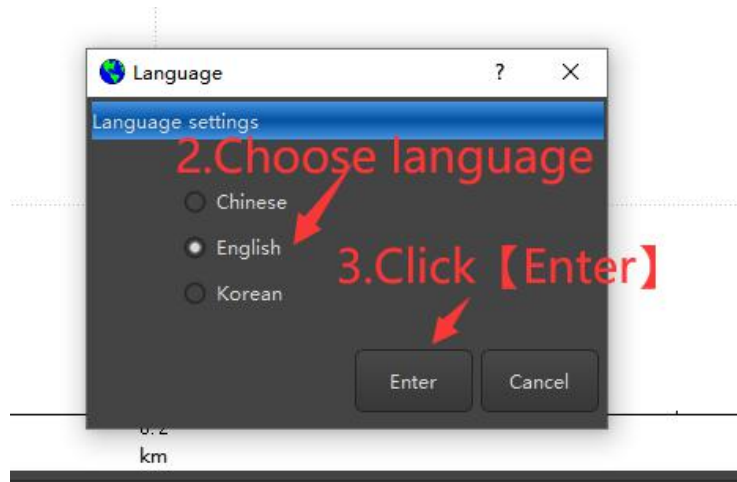 Language
Language settings
2.Choose language
Chinese
English
3.Click【Enter】
Korean
Enter
Cancel
km